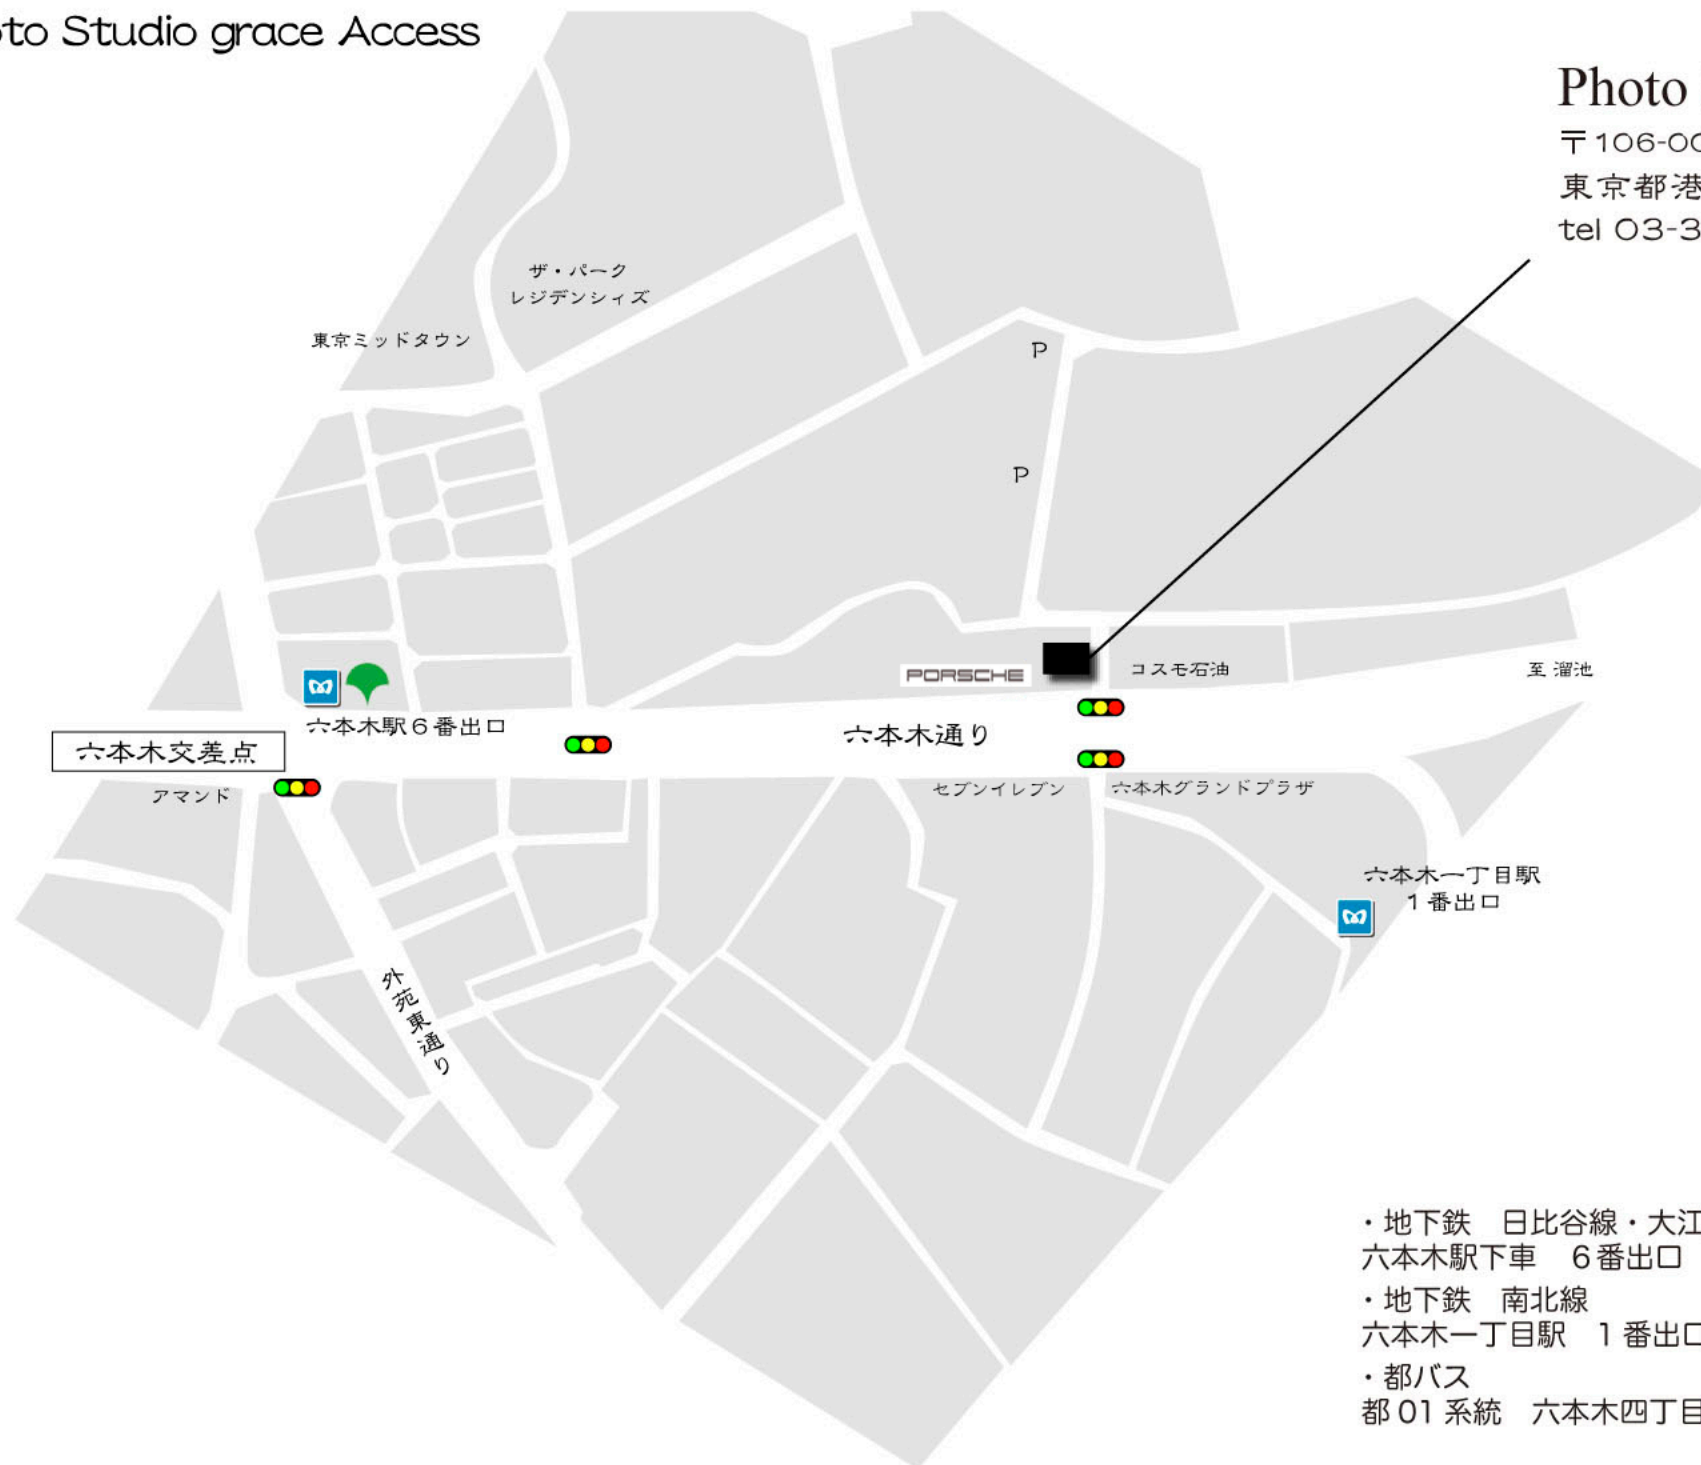 to Studio grace Access
Photo
〒106-00
東京都港
tel 03-3
ザ・パーク
レジデンシィズ
東京ミッドタウン
P
P
PORSCHE
コスモ石油
至 溜池
六本木駅6番出口
六本木通り
六本木交差点
アマンド
セブンイレブン
六本木グランドプラザ
六本木一丁目駅
1番出口
外苑東通り
・地下鉄　日比谷線・大江
六本木駅下車　6番出口
・地下鉄　南北線
六本木一丁目駅　1番出口
・都バス
都01系統　六本木四丁目